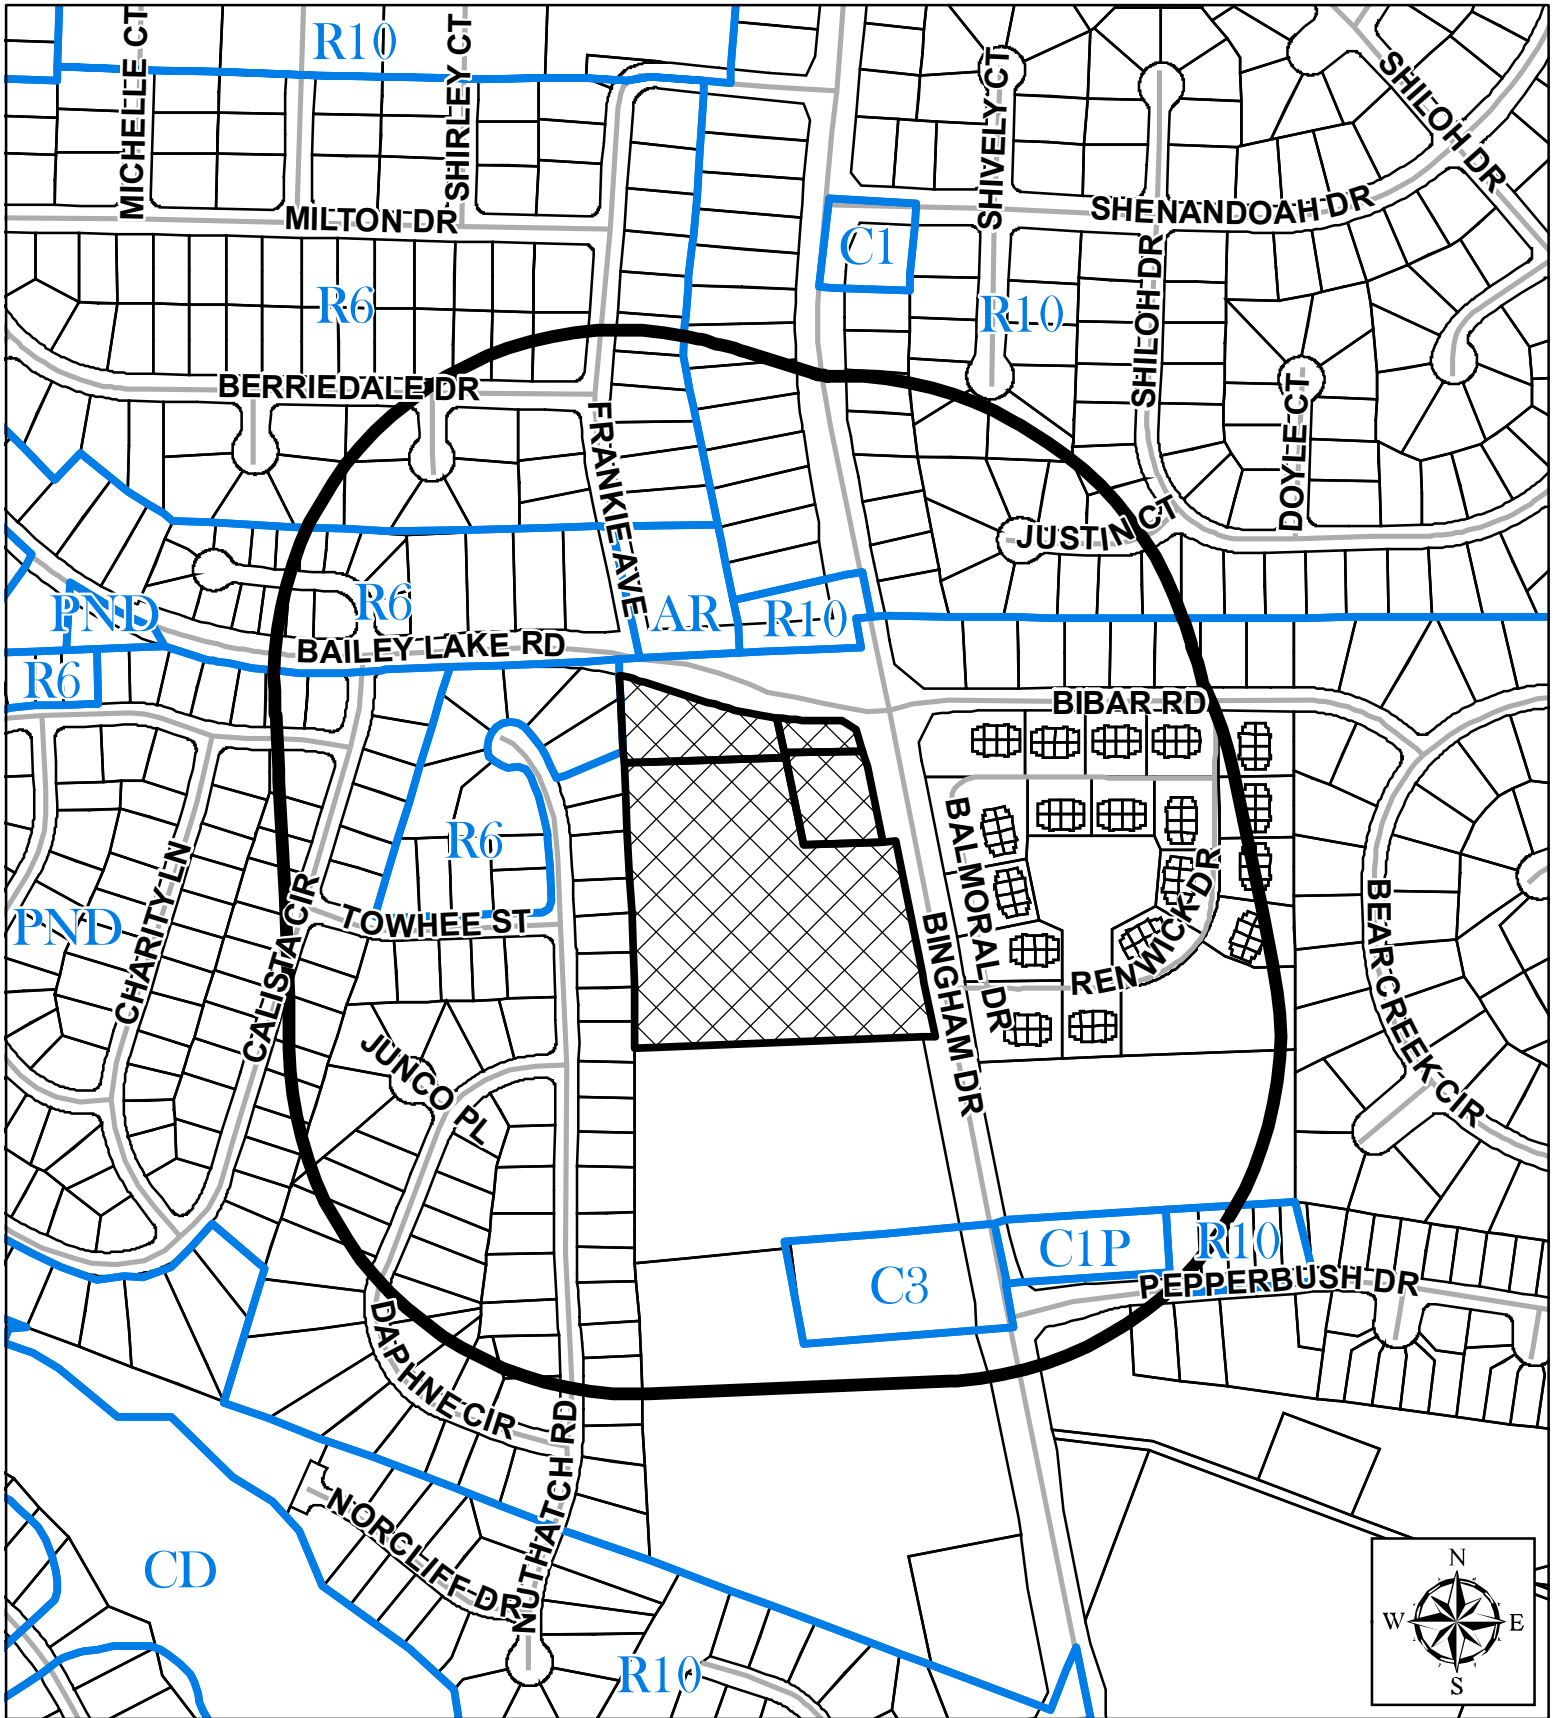 R10
MICHELLE CT
SHIRLEY CT
SHIVELY CT
SHILOH DR
MILTON DR
SHENANDOAH DR
C1
R6
R10
SHILOH DR
BERRIEDALE DR
DOYLE CT
FRANKIE AVE
JUSTIN CT
PND
R6
AR
R10
BAILEY LAKE RD
R6
BIBAR RD
R6
BALMORAL DR
CHARITY LN
RENWICK DR
PND
CALISTA CIR
TOWHEE ST
BINGHAM DR
BEAR CREEK CIR
JUNCO PL
C3
C1P
R10
PEPPERBUSH DR
DAPHNE CIR
NUTHATCH RD
NORCLIFF DR
CD
R10
N
W
E
S